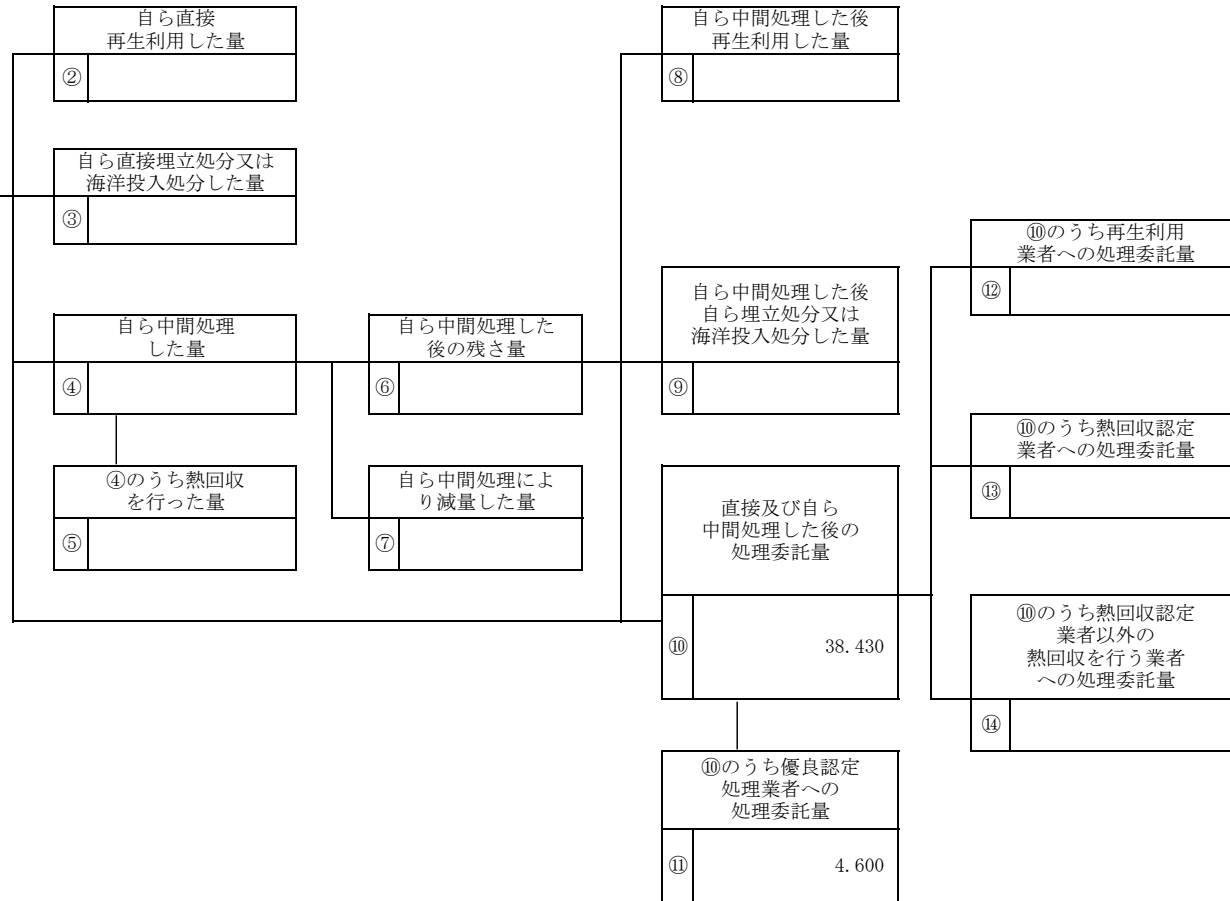 自ら直接
再生利用した量
②
自ら中間処理した後
再生利用した量
⑧
自ら直接埋立処分又は
海洋投入処分した量
③
⑩のうち再生利用
業者への処理委託量
⑫
自ら中間処理した後
自ら埋立処分又は
海洋投入処分した量
⑨
自ら中間処理
した量
④
自ら中間処理した
後の残さ量
⑥
⑩のうち熱回収認定
業者への処理委託量
⑬
④のうち熱回収
を行った量
⑤
自ら中間処理によ
り減量した量
⑦
直接及び自ら
中間処理した後の
処理委託量
⑩ 38.430
⑩のうち熱回収認定
業者以外の
熱回収を行う業者
への処理委託量
⑭
⑩のうち優良認定
処理業者への
処理委託量
⑪ 4.600